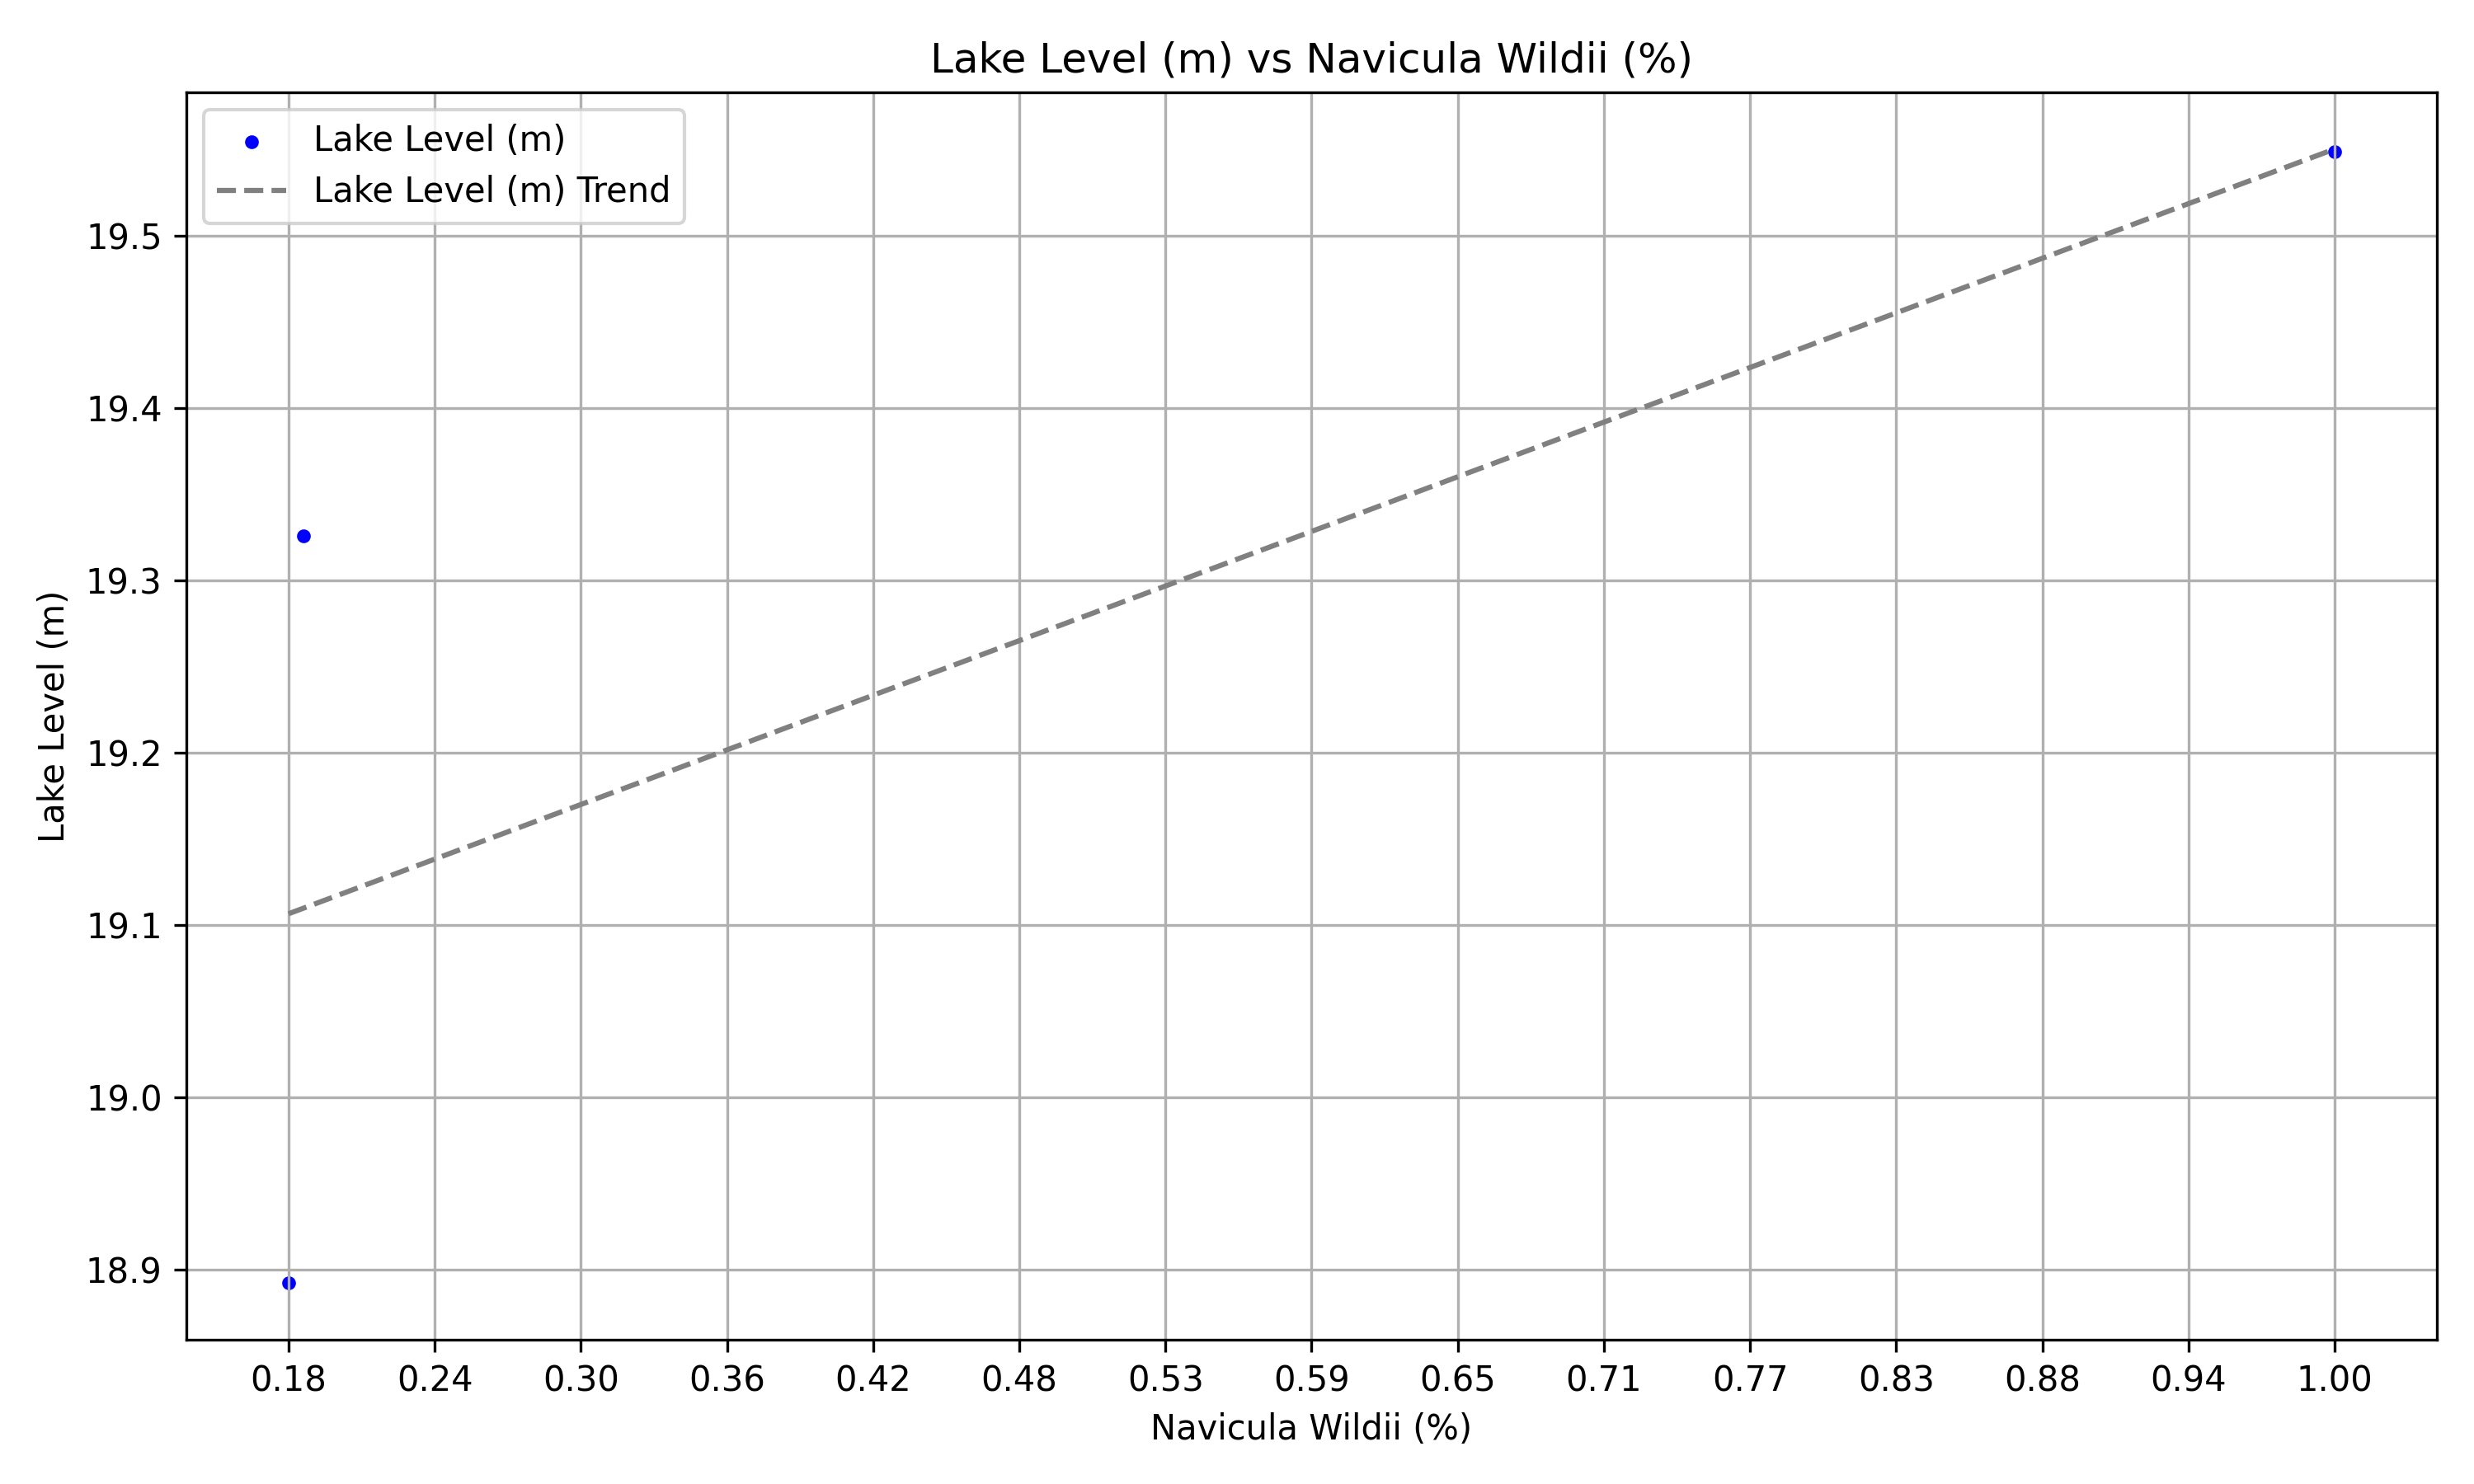 Lake Level (m) vs Navicula Wildii (%)
Lake Level (m)
Lake Level (m) Trend
19.5
19.4
19.3
19.2
19.1
19.0
18.9
Lake Level (m)
0.18 0.24 0.30 0.36 0.42 0.48 0.53 0.59 0.65 0.71 0.77 0.83 0.88 0.94 1.00
Navicula Wildii (%)